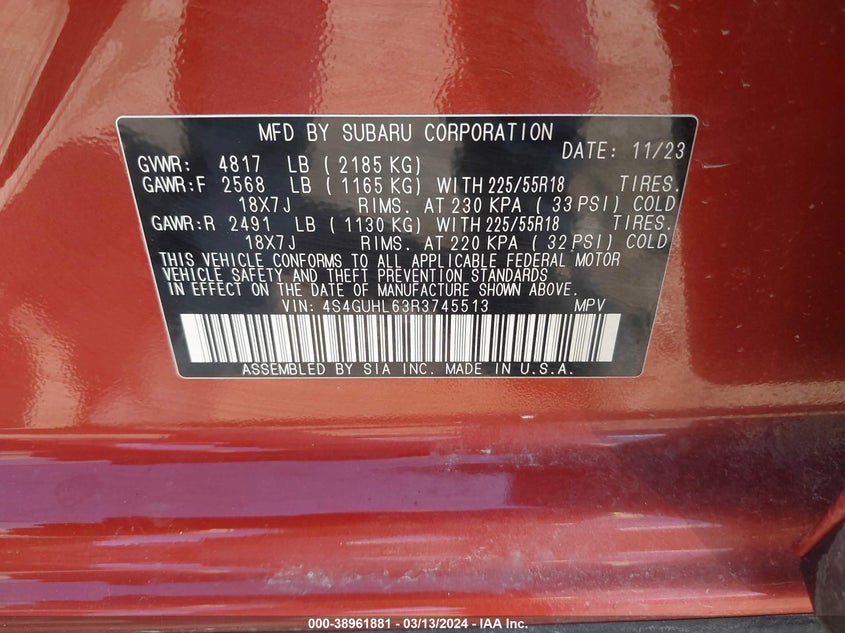 MFD BY SUBARU CORPORATION
DATE: 11/23
GVWR: 4817 LB ( 2185 KG)
GAWR:F 2568 LB ( 1165 KG) WITH 225/55R18 TIRES.
18X7J RIMS. AT 230 KPA ( 33 PSI) COLD
GAWR:R 2491 LB ( 1130 KG) WITH 225/55R18 TIRES.
18X7J RIMS. AT 220 KPA ( 32 PSI) COLD
THIS VEHICLE CONFORMS TO ALL APPLICABLE FEDERAL MOTOR
VEHICLE SAFETY AND THEFT PREVENTION STANDARDS
IN EFFECT ON THE DATE OF MANUFACTURE SHOWN ABOVE.
VIN: 4S4GUHL63R3745513 MPV
ASSEMBLED BY SIA INC. MADE IN U.S.A.
000-38961881 - 03/13/2024 - IAA Inc.